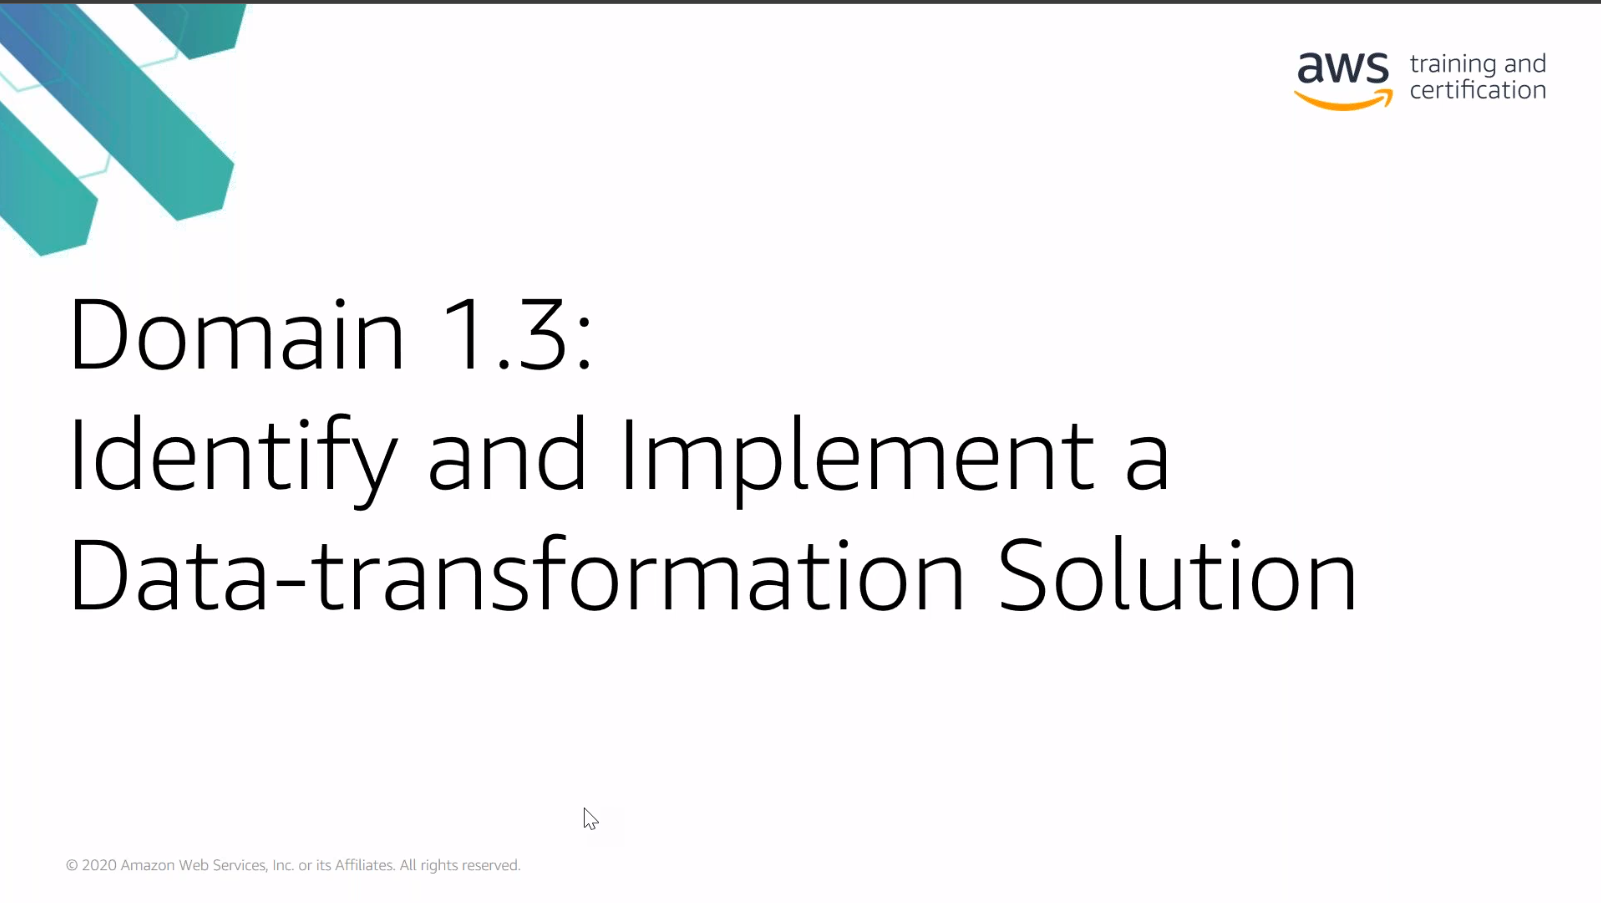 aws training and
certification
Domain 1.3:
Identify and Implement a
Data-transformation Solution
© 2020 Amazon Web Services, Inc. or its Affiliates. All rights reserved.